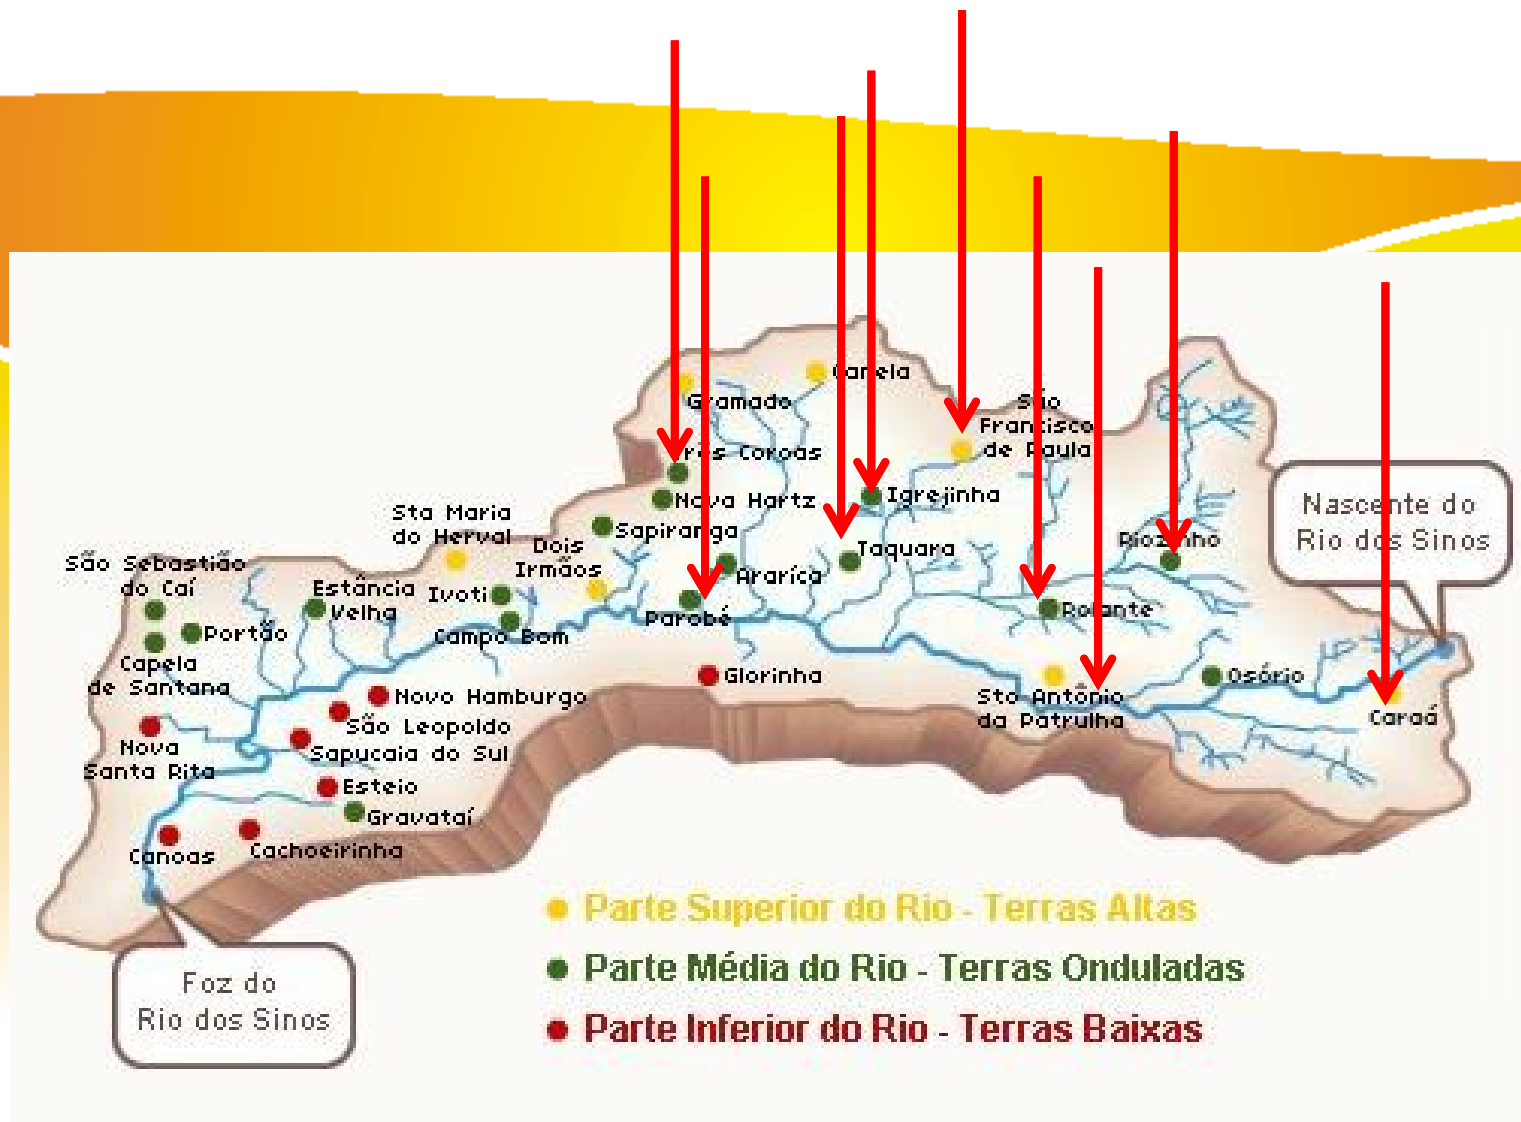 Canela
Gramado
São
Francisco
de Paula
Três Coroas
Nova Hartz
Igrejinha
Sapiranga
Sta Maria
do Herval
Dois
Irmãos
Taquara
Riozinho
Nascente do
Rio dos Sinos
São Sebastião
do Caí
Estância
Velha
Ivoti
Araríca
Parobé
Rolante
Portão
Campo Bom
Capela
de Santana
Glorinha
Osório
Novo Hamburgo
Sto Antônio
da Patrulha
Caraá
São Leopoldo
Nova
Santa Rita
Sapucaia do Sul
Esteio
Gravataí
Canoas
Cachoeirinha
Parte Superior do Rio - Terras Altas
Parte Média do Rio - Terras Onduladas
Parte Inferior do Rio - Terras Baixas
Foz do
Rio dos Sinos